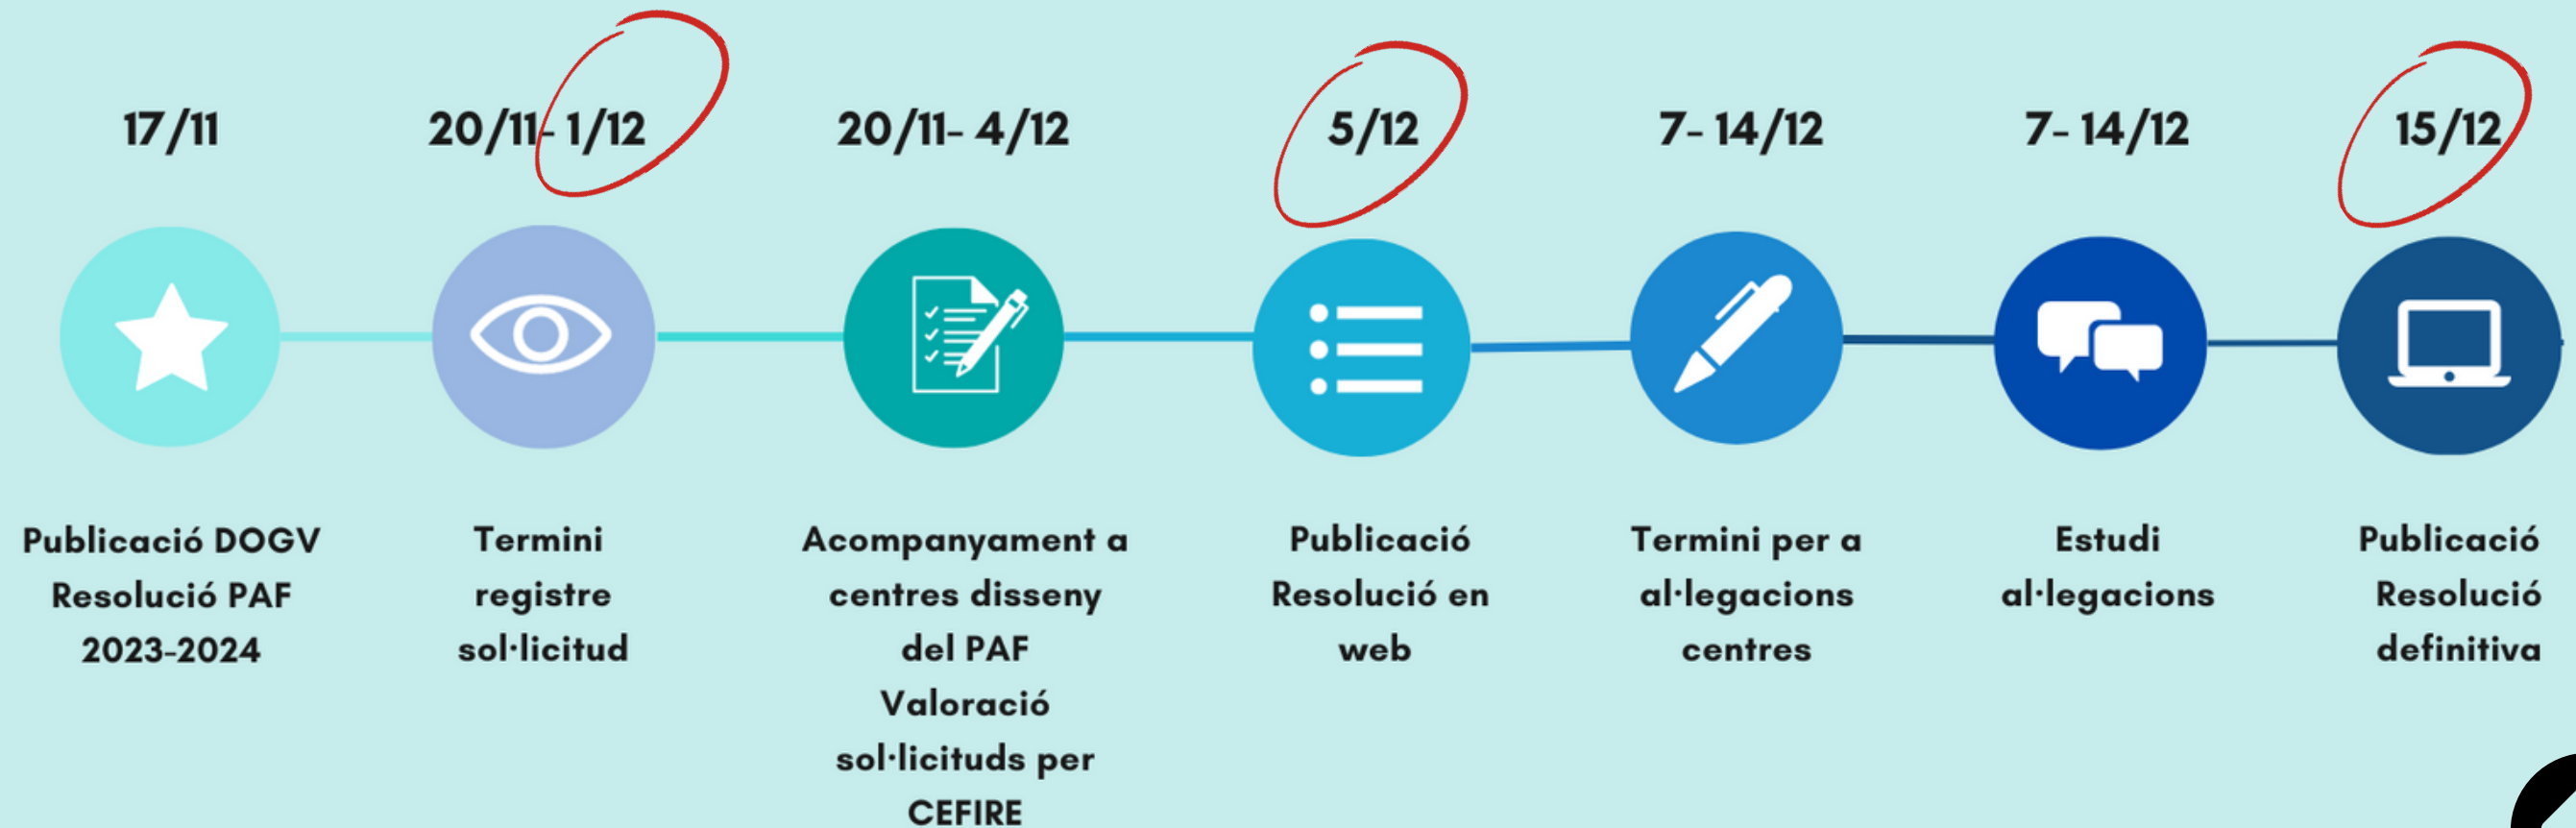 17/11
20/11- 1/12
20/11- 4/12
5/12
7- 14/12
7- 14/12
15/12
Publicació DOGV
Resolució PAF
2023-2024
Termini
registre
sol·licitud
Acompanyament a
centres disseny
del PAF
Valoració
sol·licituds per
CEFIRE
Publicació
Resolució en
web
Termini per a
al·legacions
centres
Estudi
al·legacions
Publicació
Resolució
definitiva